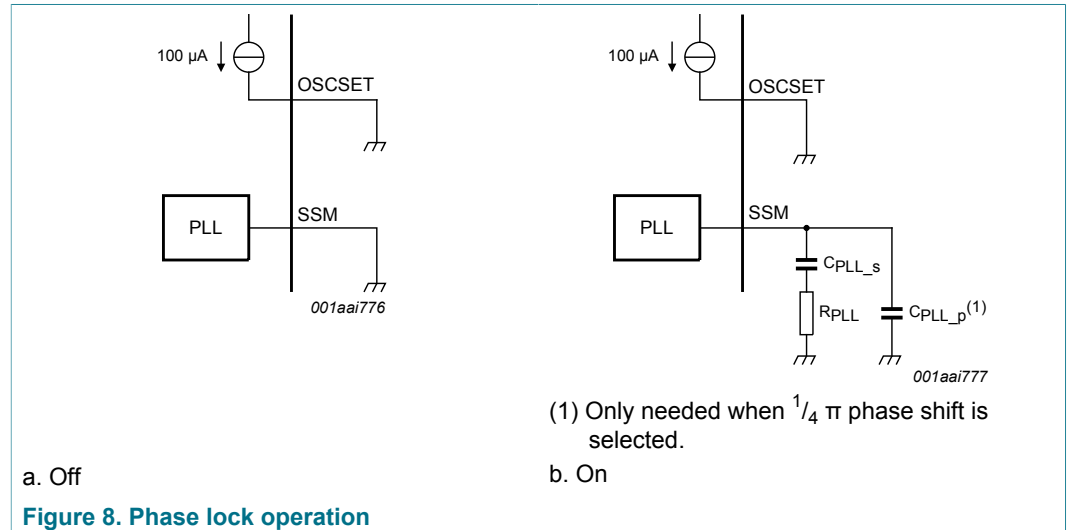 100 µA
OSCSET
PLL
SSM
001aai776
a. Off
100 µA
OSCSET
PLL
SSM
CPLL_s
RPLL
CPLL_p(1)
001aai777
(1) Only needed when 1/4 π phase shift is
selected.
b. On
Figure 8. Phase lock operation